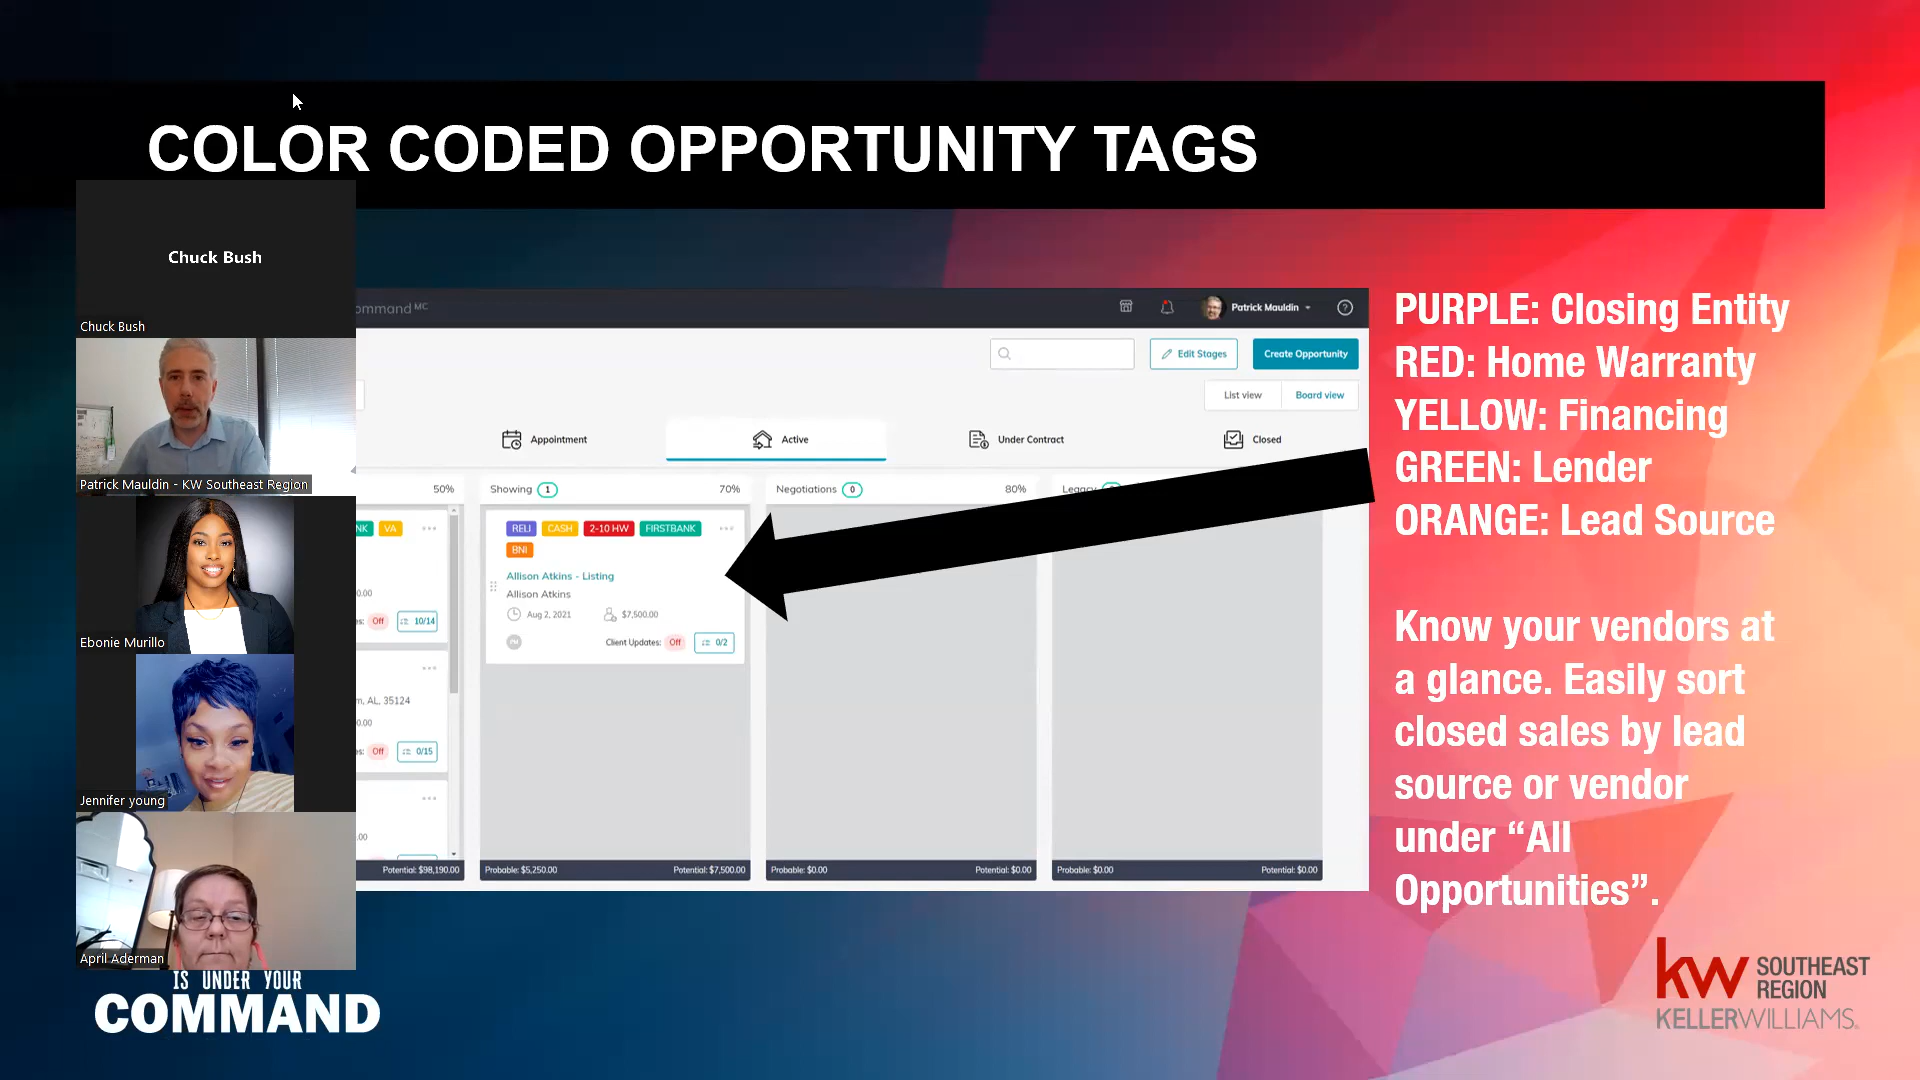 COLOR CODED OPPORTUNITY TAGS
Chuck Bush
Chuck Bush
Patrick Mauldin - KW Southeast Region
Ebonie Murillo
Jennifer young
April Aderman
IS UNDER YOUR
COMMAND
ommand MC
Patrick Mauldin
Edit Stages
Create Opportunity
List view
Board view
Appointment
Active
Under Contract
Closed
50%
Showing 1
70%
Negotiations 0
80%
NK VA
10/14
Off
m, AL, 35124
Off
0/15
Potential: $98,190.00
RELI CASH 2-10 HW FIRSTBANK
BNI
Allison Atkins - Listing
Allison Atkins
Aug 2, 2021
$7,500.00
PM
Client Updates: Off
0/2
Probable: $5,250.00
Potential: $7,500.00
Probable: $0.00
Potential: $0.00
Probable: $0.00
Potential: $0.00
PURPLE: Closing Entity
RED: Home Warranty
YELLOW: Financing
GREEN: Lender
ORANGE: Lead Source
Know your vendors at
a glance. Easily sort
closed sales by lead
source or vendor
under “All
Opportunities”.
kw SOUTHEAST
REGION
KELLERWILLIAMS.